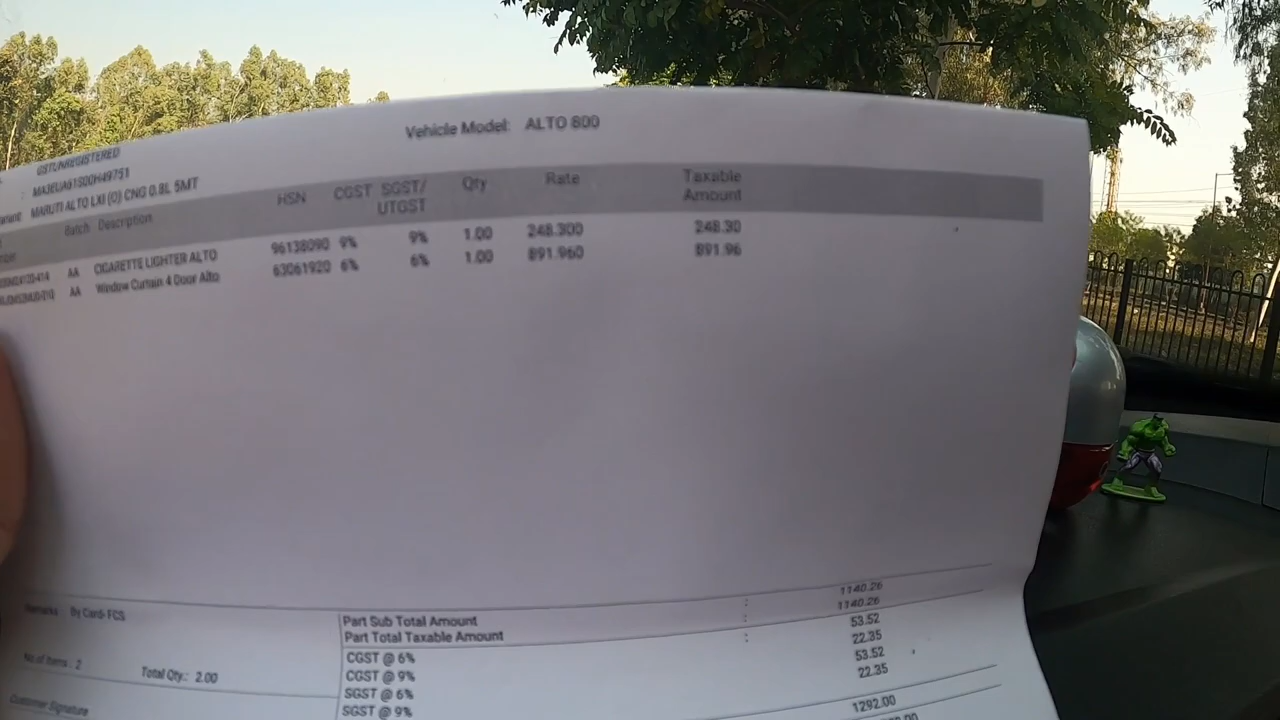 Vehicle Model: ALTO 800
GST UNREGISTERED
: MA3EUA61S00H49751
MARUTI ALTO LXI (O) CNG 0.8L 5MT
Batch Description HSN CGST SGST/ UTGST Qty Rate Taxable Amount
AA CIGARETTE LIGHTER ALTO 96138090 9% 9% 1.00 248.300 248.30
AA Window Curtain 4 Door Alto 63061920 6% 6% 1.00 891.960 891.96
Remarks : By Card- FCS
Part Sub Total Amount : 1140.26
Part Total Taxable Amount : 1140.26
CGST @ 6% : 53.52
CGST @ 9% 22.35
SGST @ 6% 53.52
SGST @ 9% 22.35
No of Items : 2 Total Qty.: 2.00
1292.00
Customer Signature